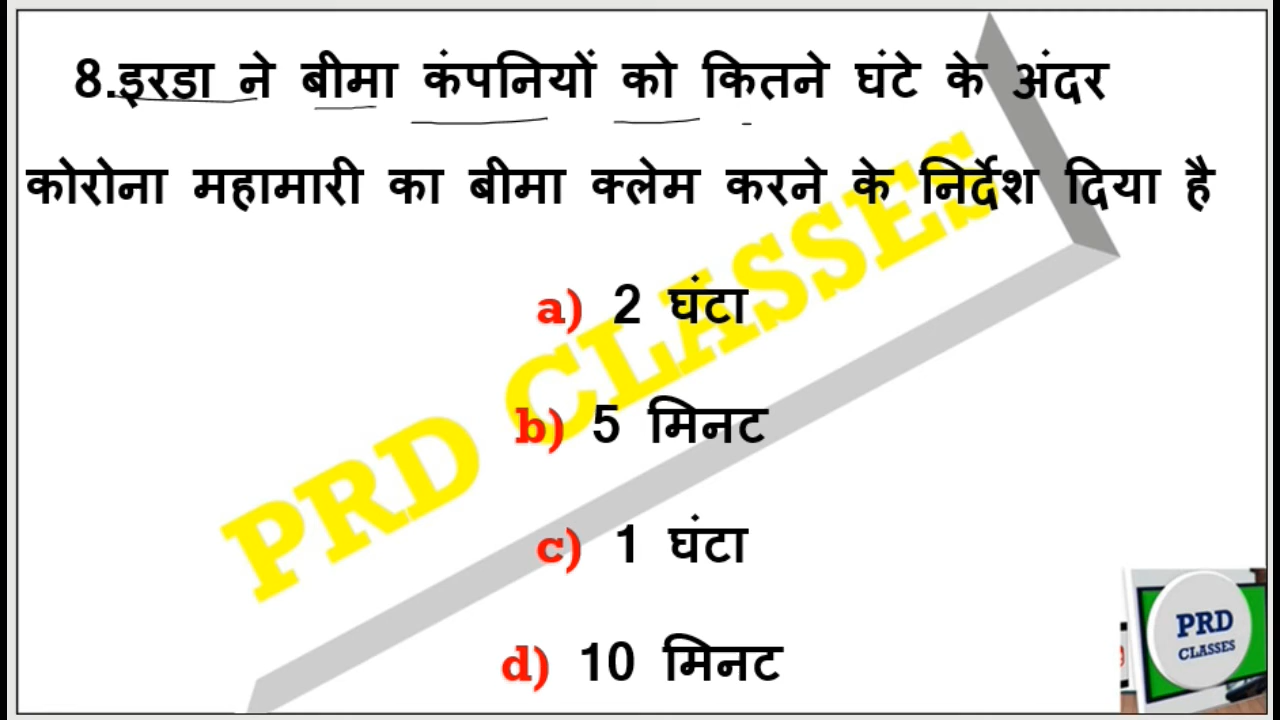 8.इरडा ने बीमा कंपनियों को कितने घंटे के अंदर
कोरोना महामारी का बीमा क्लेम करने के निर्देश दिया है
a) 2 घंटा
b) 5 मिनट
c) 1 घंटा
d) 10 मिनट
PRD CLASSES
PRD
CLASSES